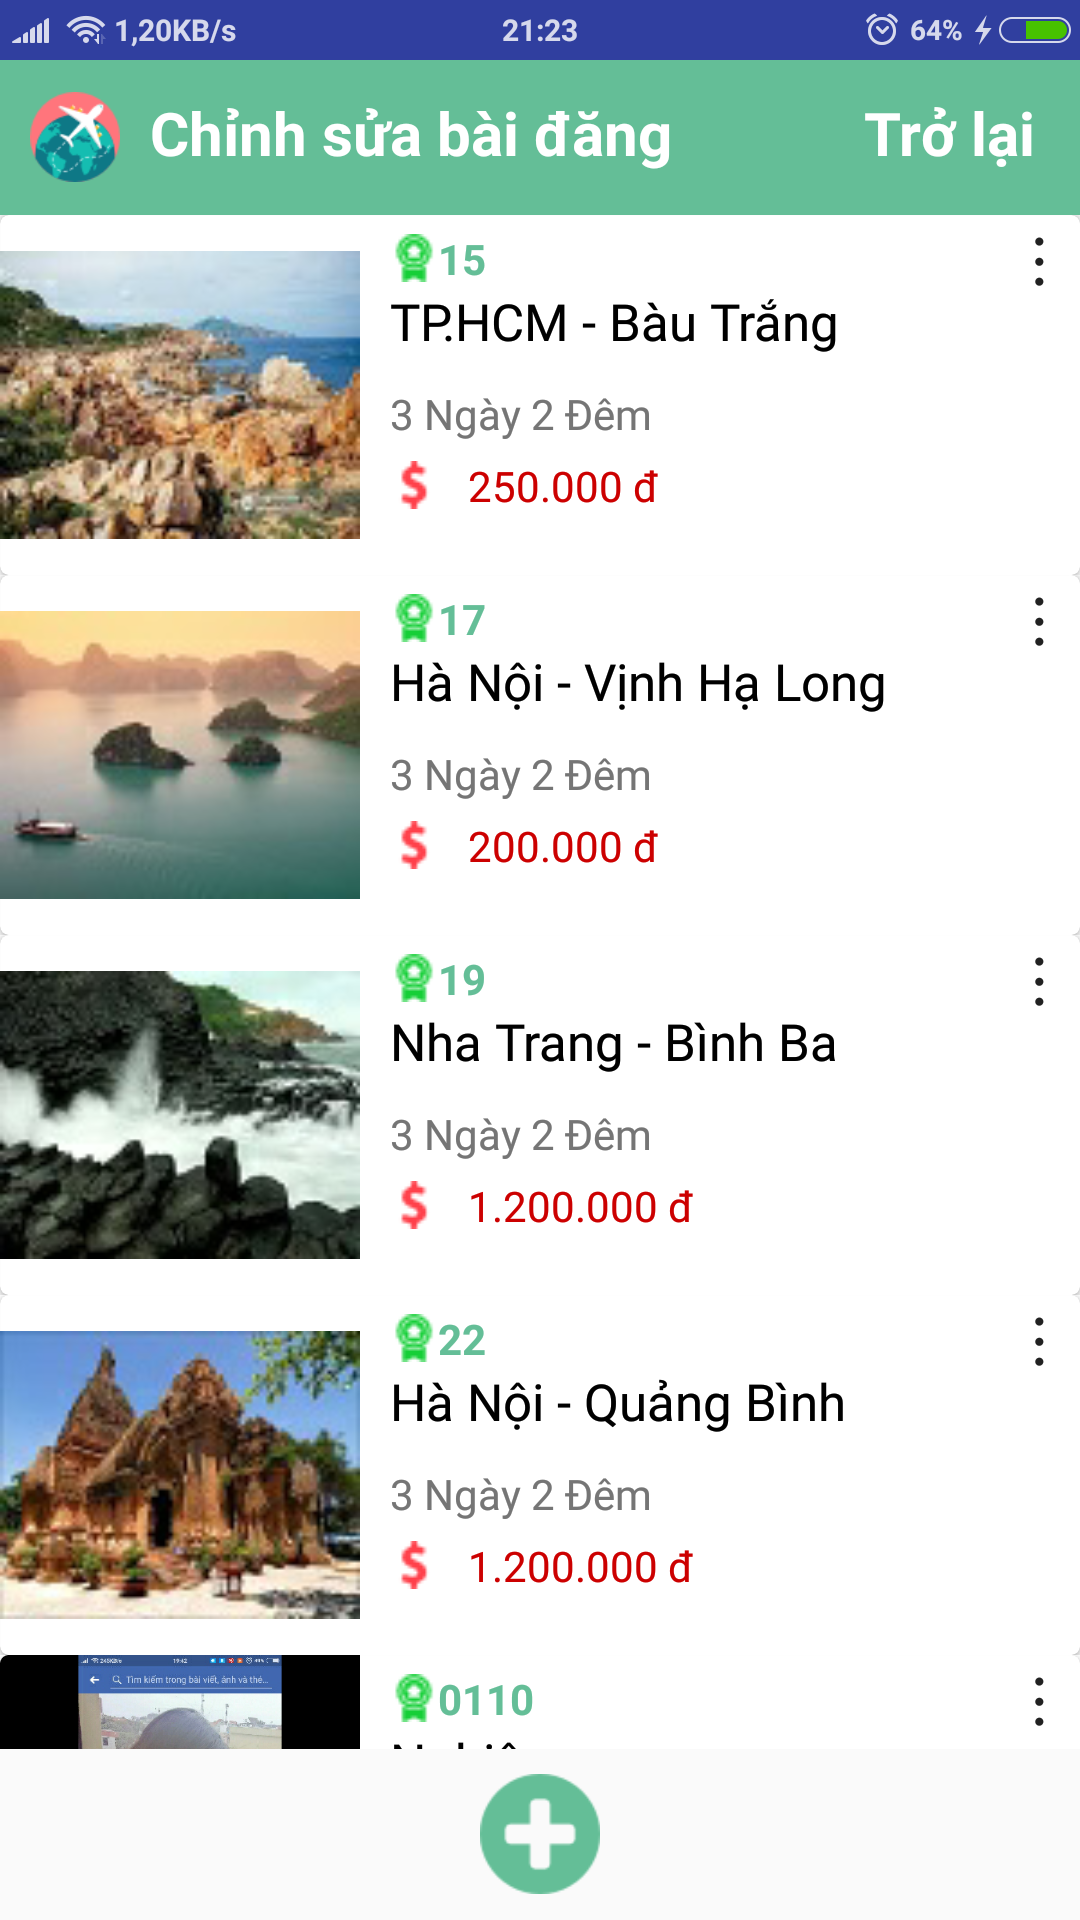 1,20KB/s 21:23 64%
Chỉnh sửa bài đăng Trở lại
15
TP.HCM - Bàu Trắng
3 Ngày 2 Đêm
$ 250.000 đ
17
Hà Nội - Vịnh Hạ Long
3 Ngày 2 Đêm
$ 200.000 đ
19
Nha Trang - Bình Ba
3 Ngày 2 Đêm
$ 1.200.000 đ
22
Hà Nội - Quảng Bình
3 Ngày 2 Đêm
$ 1.200.000 đ
19:42
Tìm kiếm trong bài viết, ảnh và thẻ...
0110